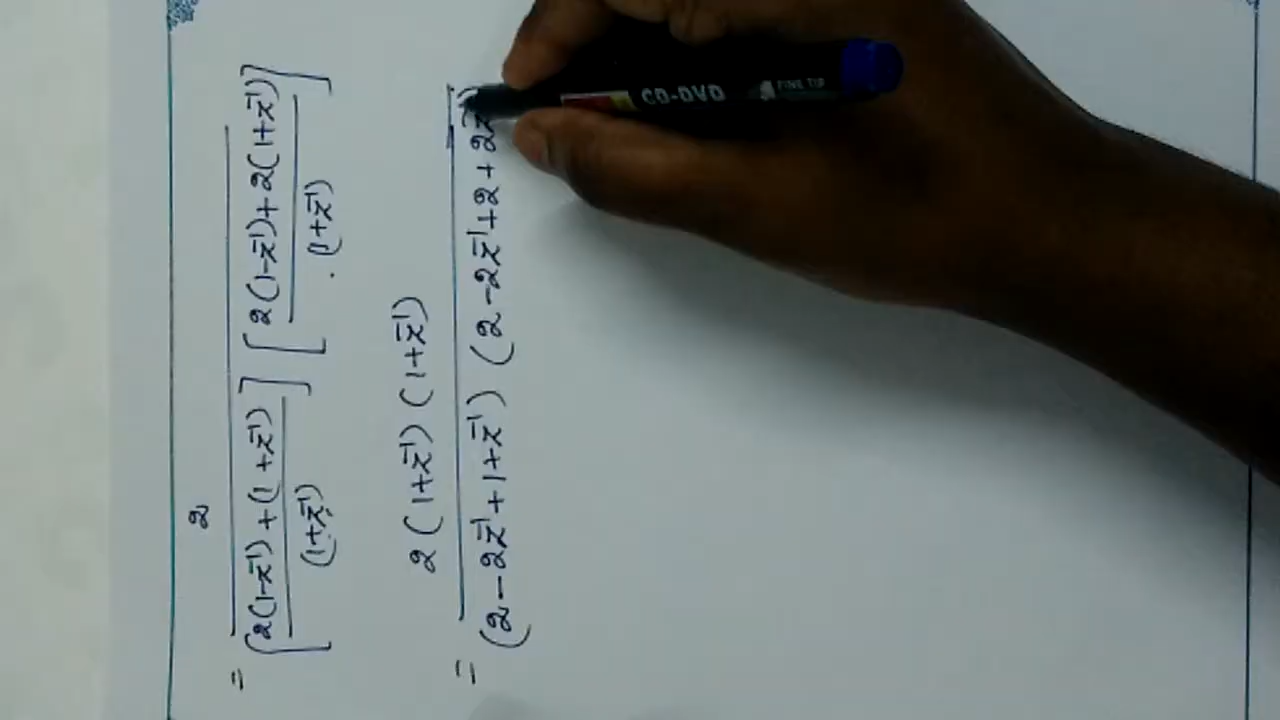 2
= [2(1-z⁻¹)+(1+z⁻¹)] [2(1-z⁻¹)+2(1+z⁻¹)]
(1+z⁻¹) . (1+z⁻¹)
2(1+z⁻¹)(1+z⁻¹)
= (2-2z⁻¹+1+z⁻¹) (2-2z⁻¹+2+2z⁻¹)
CD-DVD
FINE TIP